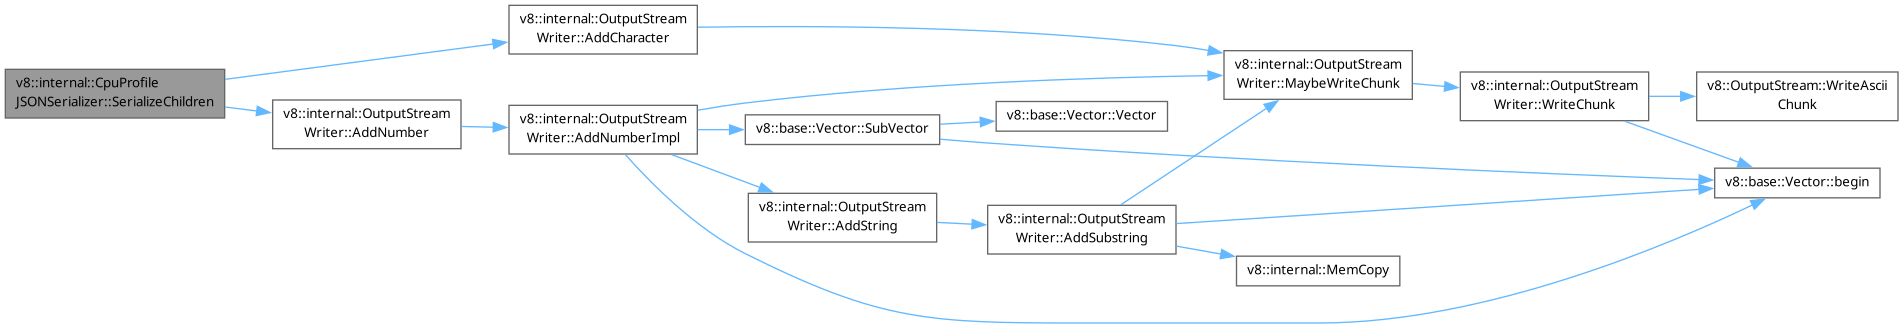 v8::internal::CpuProfile
JSONSerializer::SerializeChildren
v8::internal::OutputStream
Writer::AddCharacter
v8::internal::OutputStream
Writer::AddNumber
v8::internal::OutputStream
Writer::AddNumberImpl
v8::base::Vector::SubVector
v8::internal::OutputStream
Writer::AddString
v8::base::Vector::Vector
v8::internal::OutputStream
Writer::AddSubstring
v8::internal::OutputStream
Writer::MaybeWriteChunk
v8::internal::MemCopy
v8::internal::OutputStream
Writer::WriteChunk
v8::OutputStream::WriteAscii
Chunk
v8::base::Vector::begin